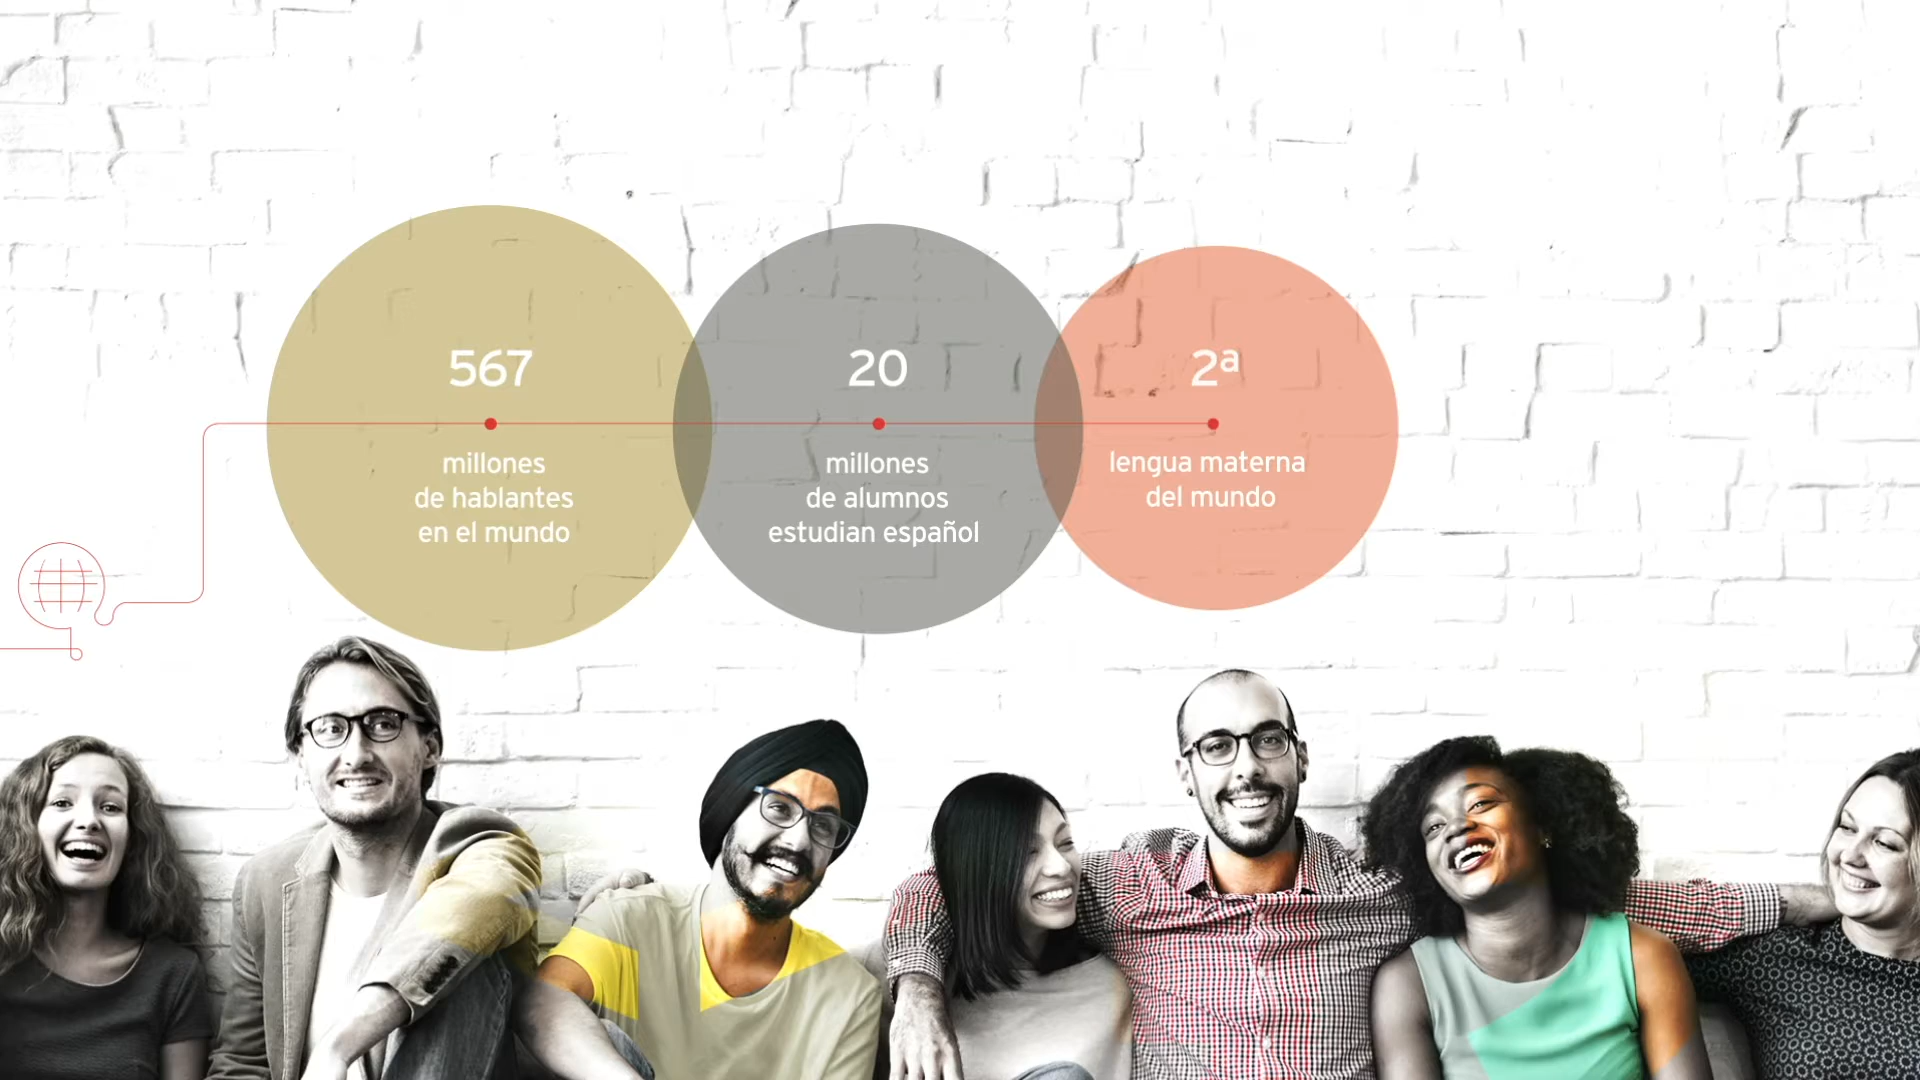 567
millones
de hablantes
en el mundo
20
millones
de alumnos
estudian español
2ª
lengua materna
del mundo